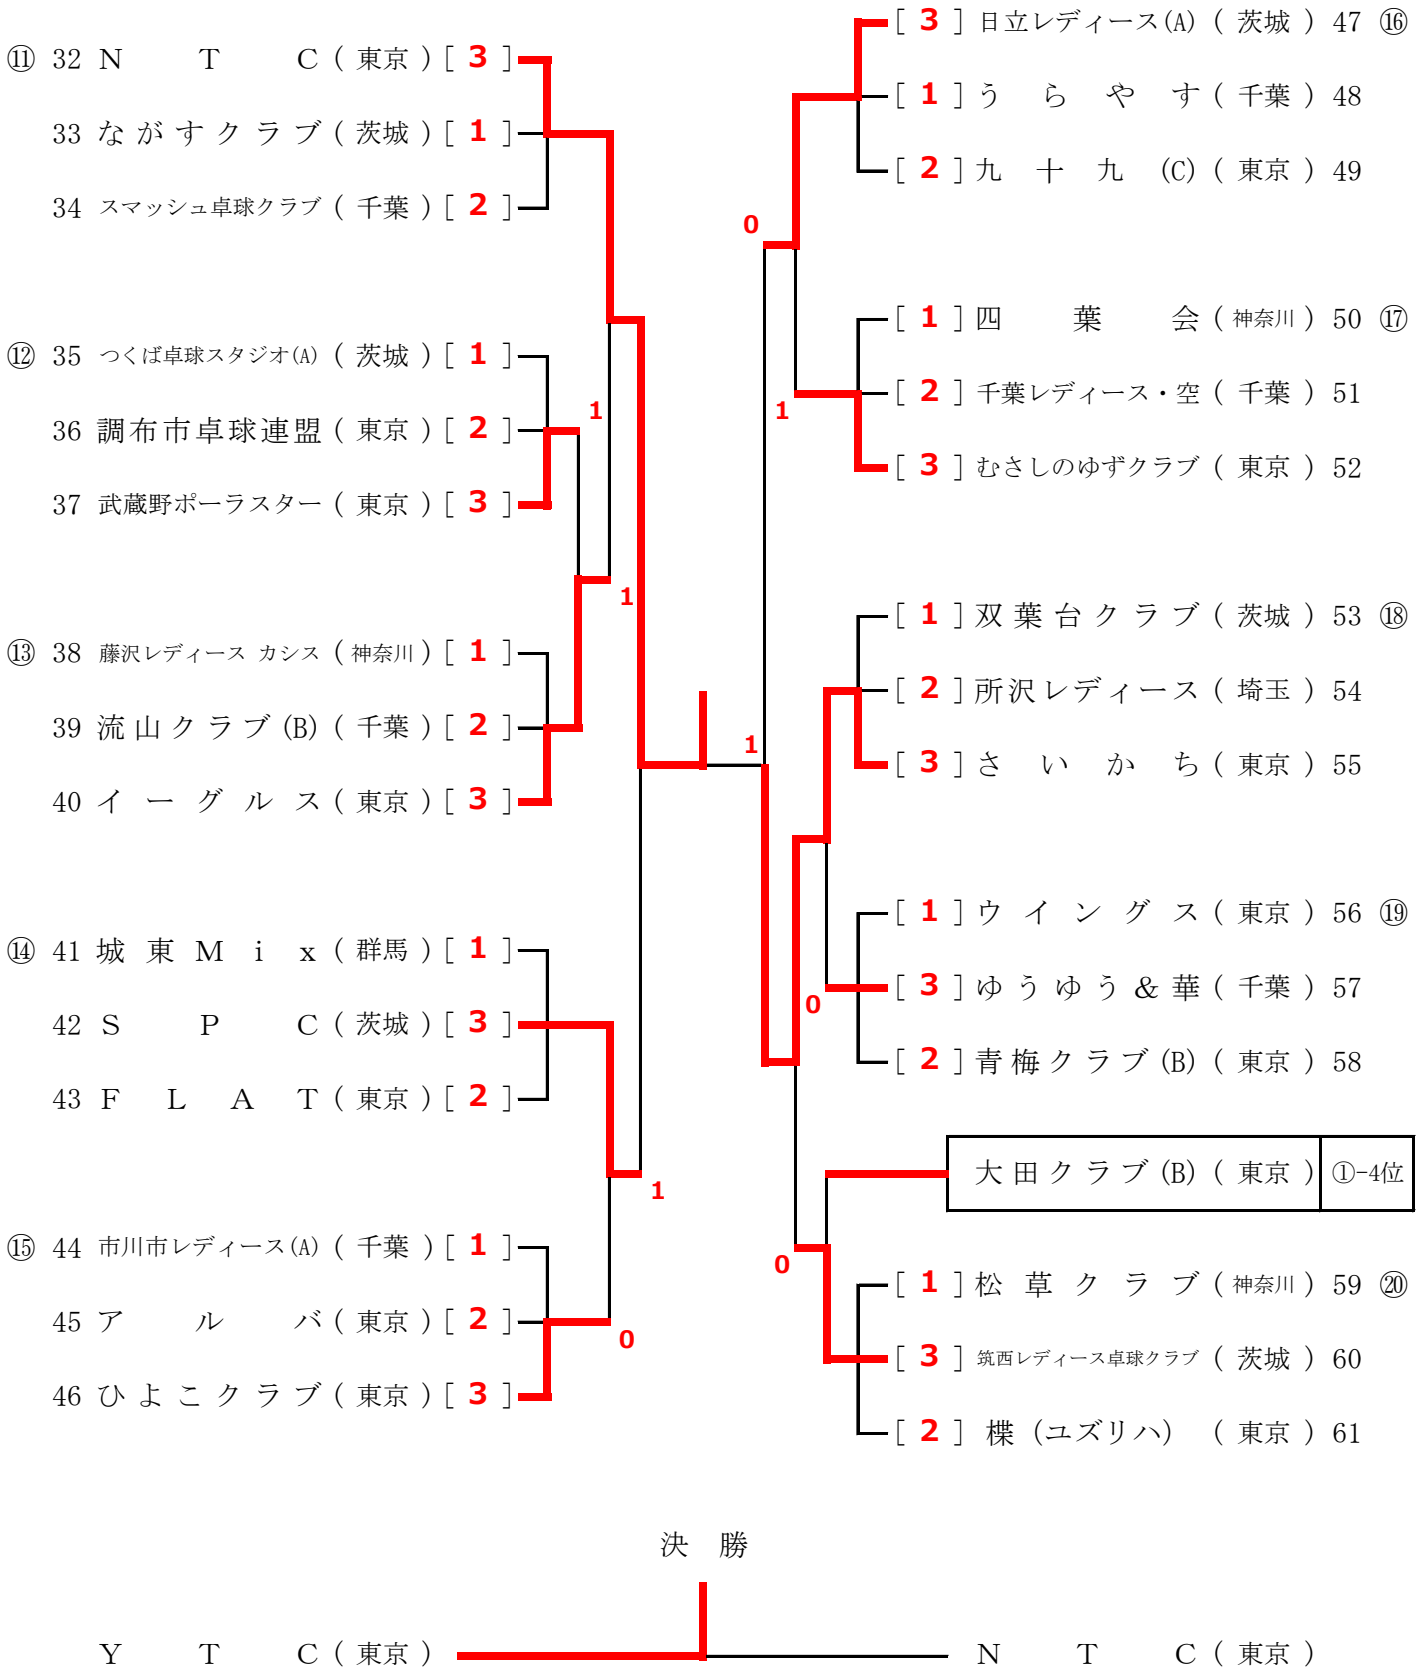 ⑪ 32 N T C ( 東京 ) [ 3 ]
33 ながすクラブ ( 茨城 ) [ 1 ]
34 スマッシュ卓球クラブ ( 千葉 ) [ 2 ]
⑫ 35 つくば卓球スタジオ(A) ( 茨城 ) [ 1 ]
1
36 調布市卓球連盟 ( 東京 ) [ 2 ]
37 武蔵野ポーラスター ( 東京 ) [ 3 ]
1
⑬ 38 藤沢レディース カシス ( 神奈川 ) [ 1 ]
39 流山クラブ(B) ( 千葉 ) [ 2 ]
40 イーグルス ( 東京 ) [ 3 ]
⑭ 41 城東Mix ( 群馬 ) [ 1 ]
42 S P C ( 茨城 ) [ 3 ]
43 F L A T ( 東京 ) [ 2 ]
1
⑮ 44 市川市レディース(A) ( 千葉 ) [ 1 ]
45 アルバ ( 東京 ) [ 2 ]
0
46 ひよこクラブ ( 東京 ) [ 3 ]
[ 3 ] 日立レディース(A) ( 茨城 ) 47 ⑯
[ 1 ] うらやす ( 千葉 ) 48
[ 2 ] 九十九(C) ( 東京 ) 49
0
[ 1 ] 四葉会 ( 神奈川 ) 50 ⑰
[ 2 ] 千葉レディース・空 ( 千葉 ) 51
1
[ 3 ] むさしのゆずクラブ ( 東京 ) 52
[ 1 ] 双葉台クラブ ( 茨城 ) 53 ⑱
[ 2 ] 所沢レディース ( 埼玉 ) 54
1
[ 3 ] さいかち ( 東京 ) 55
[ 1 ] ウイングス ( 東京 ) 56 ⑲
[ 3 ] ゆうゆう＆華 ( 千葉 ) 57
0
[ 2 ] 青梅クラブ(B) ( 東京 ) 58
大田クラブ(B) ( 東京 ) ①-4位
0
[ 1 ] 松草クラブ ( 神奈川 ) 59 ⑳
[ 3 ] 筑西レディース卓球クラブ ( 茨城 ) 60
[ 2 ] 楪（ユズリハ） ( 東京 ) 61
決 勝
Y T C ( 東京 )
N T C ( 東京 )